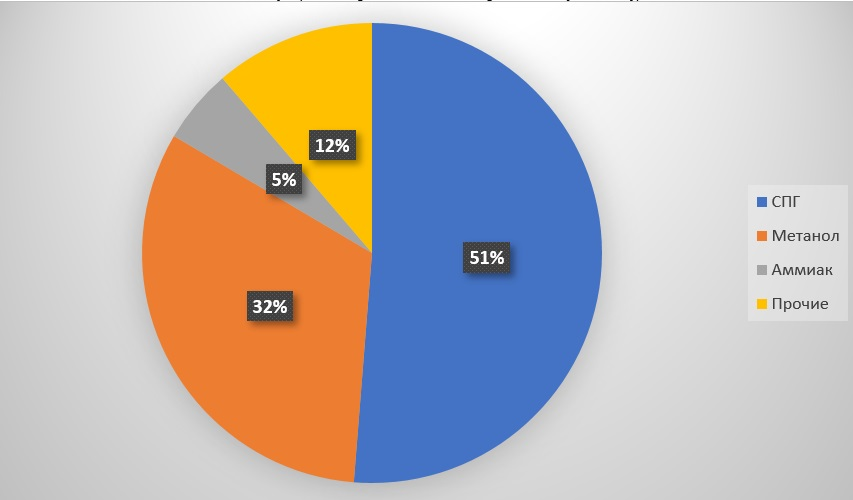 12%
5%
51%
32%
СПГ
Метанол
Аммиак
Прочие